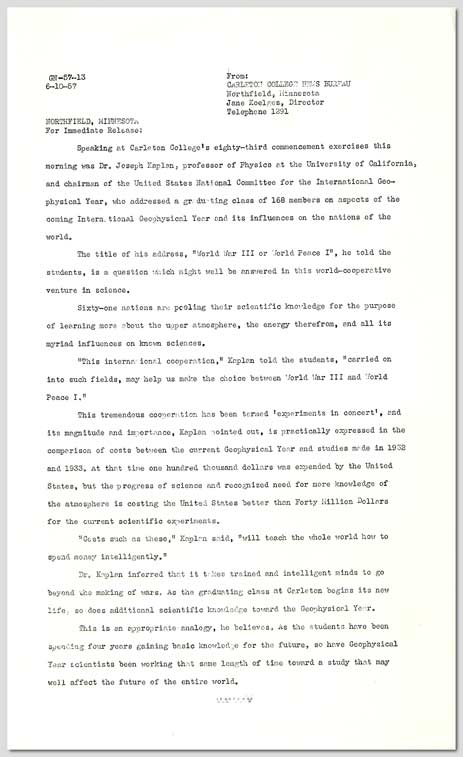 GH-57-13
6-10-57
From:
CARLETON COLLEGE NEWS BUREAU
Northfield, Minnesota
Jane Koelges, Director
Telephone 1291
NORTHFIELD, MINNESOTA
For Immediate Release:
Speaking at Carleton College's eighty-third commencement exercises this
morning was Dr. Joseph Kaplan, professor of Physics at the University of California,
and chairman of the United States National Committee for the International Geo-
physical Year, who addressed a graduating class of 168 members on aspects of the
coming International Geophysical Year and its influences on the nations of the
world.
The title of his address, "World War III or World Peace I", he told the
students, is a question which might well be answered in this world-cooperative
venture in science.
Sixty-one nations are pooling their scientific knowledge for the purpose
of learning more about the upper atmosphere, the energy therefrom, and all its
myriad influences on known sciences.
"This international cooperation," Kaplan told the students, "carried on
into such fields, may help us make the choice between World War III and World
Peace I."
This tremendous cooperation has been termed 'experiments in concert', and
its magnitude and importance, Kaplan pointed out, is practically expressed in the
comparison of costs between the current Geophysical Year and studies made in 1932
and 1933. At that time one hundred thousand dollars was expended by the United
States, but the progress of science and recognized need for more knowledge of
the atmosphere is costing the United States better than Forty Million Dollars
for the current scientific experiments.
"Costs such as these," Kaplan said, "will teach the whole world how to
spend money intelligently."
Dr. Kaplan inferred that it takes trained and intelligent minds to go
beyond the making of wars. As the graduating class at Carleton begins its new
life, so does additional scientific knowledge toward the Geophysical Year.
This is an appropriate analogy, he believes. As the students have been
spending four years gaining basic knowledge for the future, so have Geophysical
Year scientists been working that same length of time toward a study that may
well affect the future of the entire world.